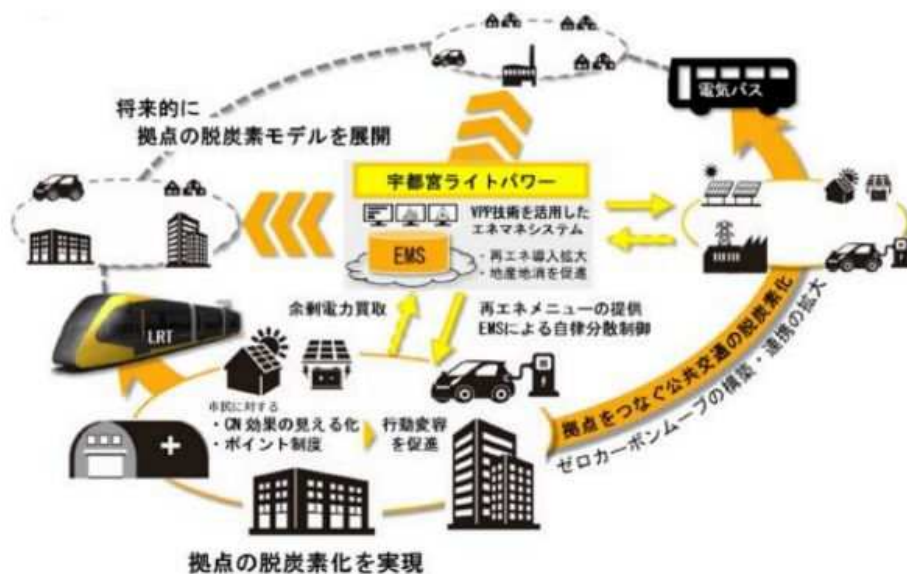 電気バス
将来的に
拠点の脱炭素モデルを展開
宇都宮ライトパワー
VPP技術を活用した
エネマネシステム
EMS
・再エネ導入拡大
・地産地消を促進
余剰電力買取
再エネメニューの提供
EMSによる自律分散制御
LRT
市民に対する
・CN効果の見える化
・ポイント制度
行動変容
を促進
拠点をつなぐ公共交通の脱炭素化
ゼロカーボンムーブの構築・連携の拡大
拠点の脱炭素化を実現